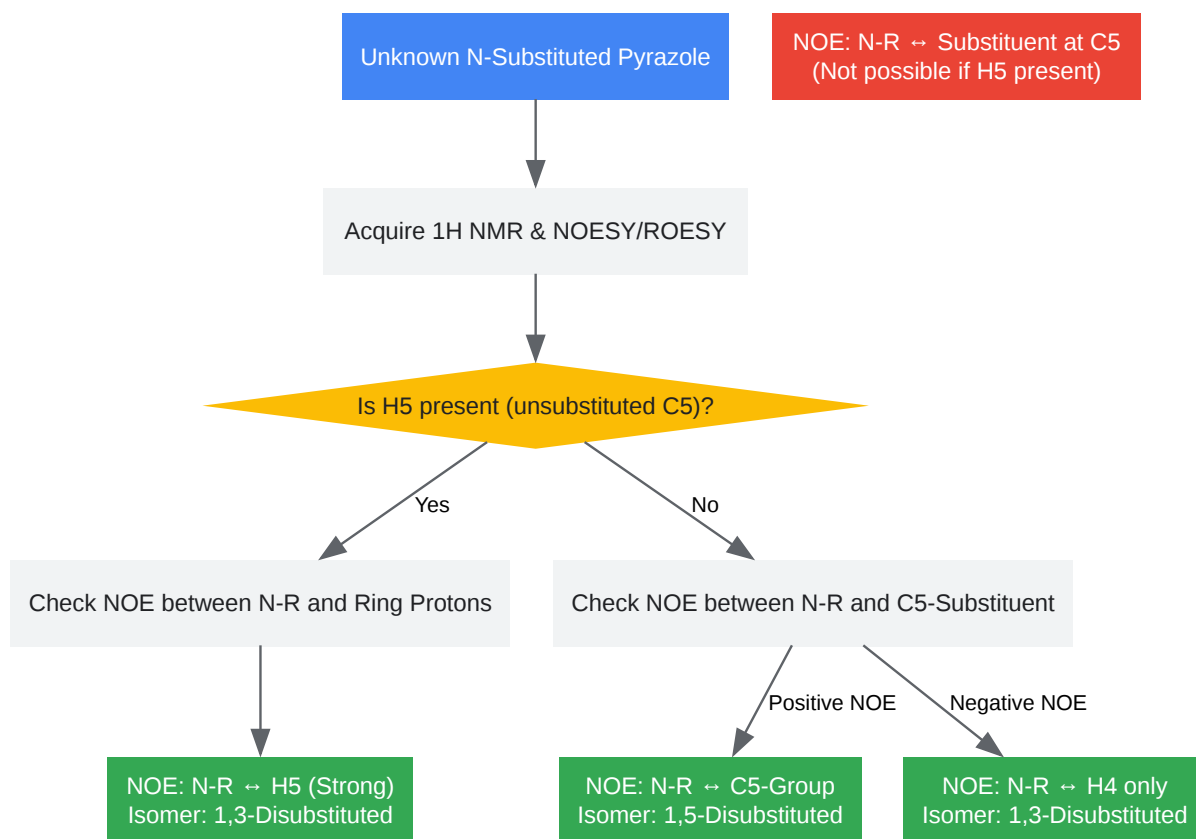 Unknown N-Substituted Pyrazole
NOE: N-R ↔ Substituent at C5
(Not possible if H5 present)
Acquire 1H NMR & NOESY/ROESY
Is H5 present (unsubstituted C5)?
Yes
No
Check NOE between N-R and Ring Protons
Check NOE between N-R and C5-Substituent
Positive NOE
Negative NOE
NOE: N-R ↔ H5 (Strong)
Isomer: 1,3-Disubstituted
NOE: N-R ↔ C5-Group
Isomer: 1,5-Disubstituted
NOE: N-R ↔ H4 only
Isomer: 1,3-Disubstituted